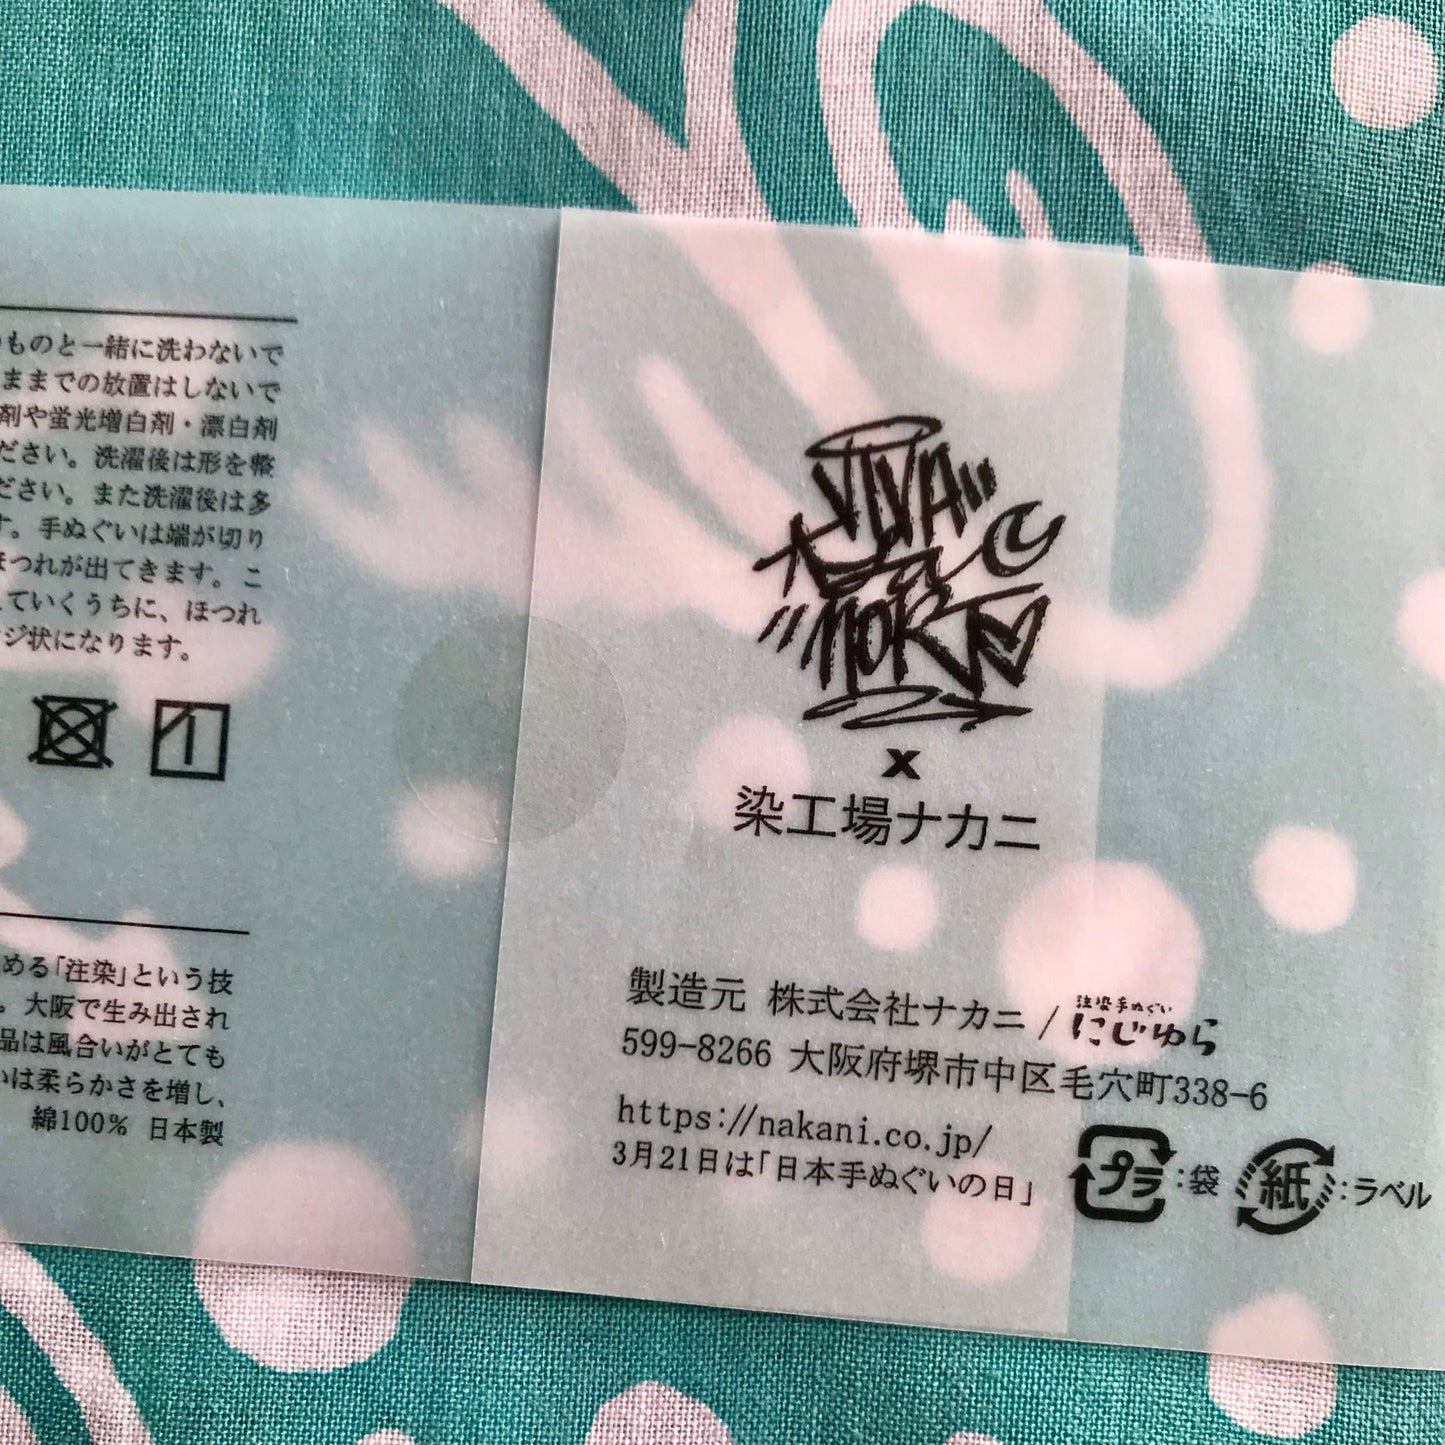 のものと一緒に洗わないで
ままでの放置はしないで
剤や蛍光増白剤・漂白剤
ださい。洗濯後は形を整
ださい。また洗濯後は多
す。手ぬぐいは端が切り
ほつれが出てきます。こ
していくうちに、ほつれ
ジ状になります。
める「注染」という技
。大阪で生み出され
品は風合いがとても
いは柔らかさを増し、
綿100% 日本製
VIVA
LA
MORT
x
染工場ナカニ
製造元 株式会社ナカニ / 注染手ぬぐい にじゆら
599-8266 大阪府堺市中区毛穴町338-6
https://nakani.co.jp/
3月21日は「日本手ぬぐいの日」
プラ:袋 紙:ラベル